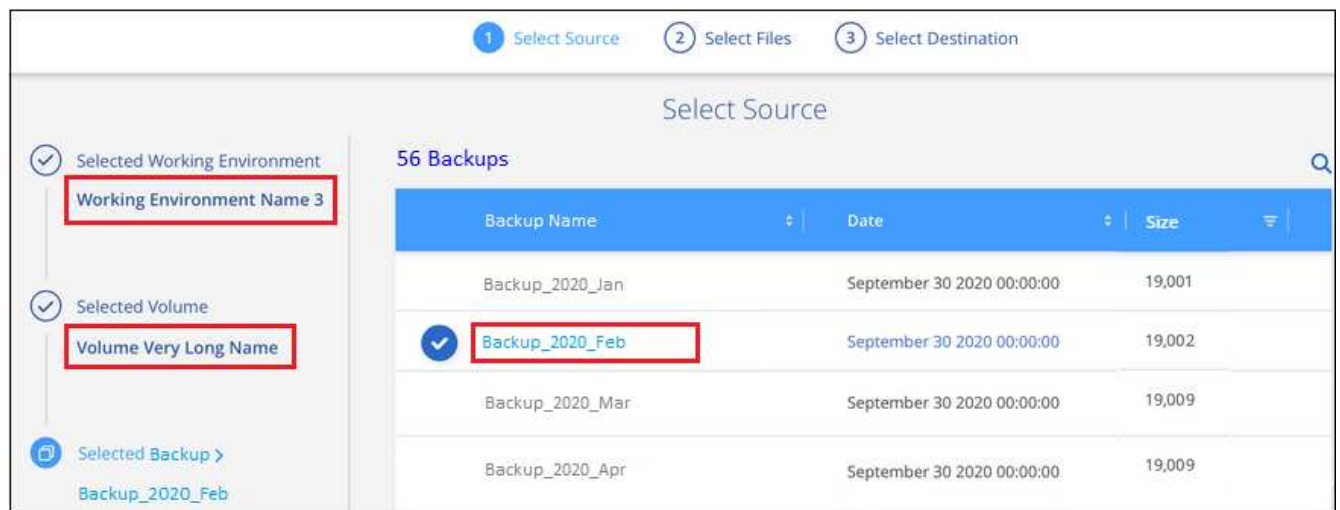 1 Select Source 2 Select Files 3 Select Destination
Select Source
Selected Working Environment
Working Environment Name 3
Selected Volume
Volume Very Long Name
Selected Backup >
Backup_2020_Feb
56 Backups
Backup Name Date Size
Backup_2020_Jan September 30 2020 00:00:00 19,001
Backup_2020_Feb September 30 2020 00:00:00 19,002
Backup_2020_Mar September 30 2020 00:00:00 19,009
Backup_2020_Apr September 30 2020 00:00:00 19,009